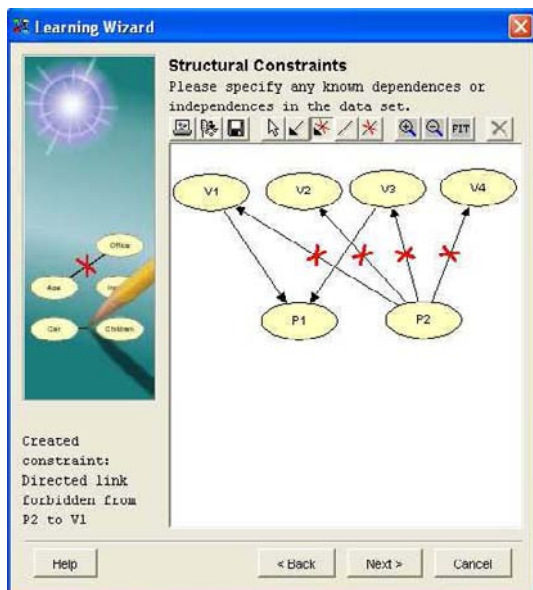 Learning Wizard
Structural Constraints
Please specify any known dependences or
independences in the data set.
FIT
V1
V2
V3
V4
P1
P2
Office
Age
Car
Children
Created
constraint:
Directed link
forbidden from
P2 to V1
Help
< Back
Next >
Cancel